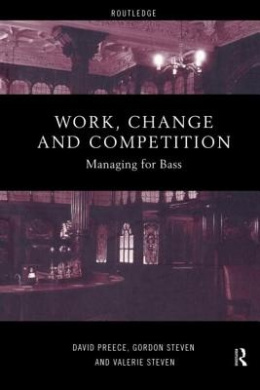 ROUTLEDGE
WORK, CHANGE
AND COMPETITION
Managing for Bass
DAVID PREECE, GORDON STEVEN
AND VALERIE STEVEN
R